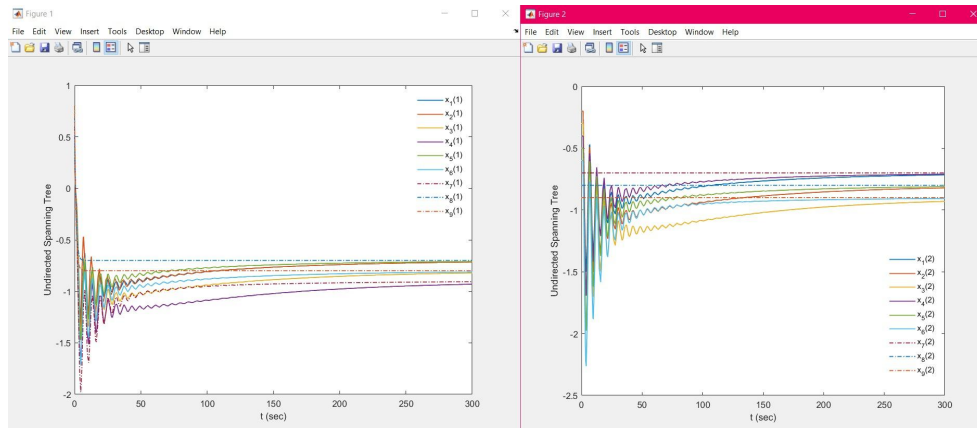 Figure 1
File Edit View Insert Tools Desktop Window Help
1
0.5
0
-0.5
-1
-1.5
-2
0 50 100 150 200 250 300
t (sec)
Undirected Spanning Tree
x1(1)
x2(1)
x3(1)
x4(1)
x5(1)
x6(1)
x7(1)
x8(1)
x9(1)
Figure 2
File Edit View Insert Tools Desktop Window Help
0
-0.5
-1
-1.5
-2
-2.5
0 50 100 150 200 250 300
t (sec)
Undirected Spanning Tree
x1(2)
x2(2)
x3(2)
x4(2)
x5(2)
x6(2)
x7(2)
x8(2)
x9(2)